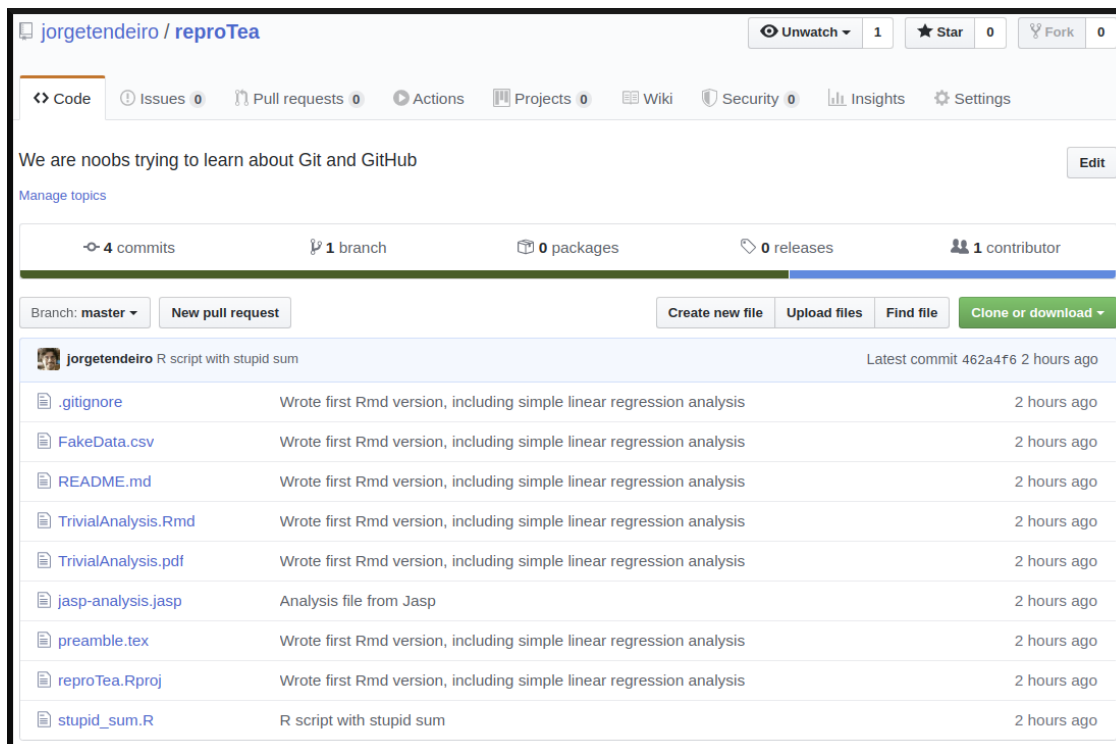 jorgetendeiro / reproTea Unwatch 1 Star 0 Fork 0
Code Issues 0 Pull requests 0 Actions Projects 0 Wiki Security 0 Insights Settings
We are noobs trying to learn about Git and GitHub Edit
Manage topics
4 commits 1 branch 0 packages 0 releases 1 contributor
Branch: master New pull request Create new file Upload files Find file Clone or download
jorgetendeiro R script with stupid sum Latest commit 462a4f6 2 hours ago
.gitignore Wrote first Rmd version, including simple linear regression analysis 2 hours ago
FakeData.csv Wrote first Rmd version, including simple linear regression analysis 2 hours ago
README.md Wrote first Rmd version, including simple linear regression analysis 2 hours ago
TrivialAnalysis.Rmd Wrote first Rmd version, including simple linear regression analysis 2 hours ago
TrivialAnalysis.pdf Wrote first Rmd version, including simple linear regression analysis 2 hours ago
jasp-analysis.jasp Analysis file from Jasp 2 hours ago
preamble.tex Wrote first Rmd version, including simple linear regression analysis 2 hours ago
reproTea.Rproj Wrote first Rmd version, including simple linear regression analysis 2 hours ago
stupid_sum.R R script with stupid sum 2 hours ago